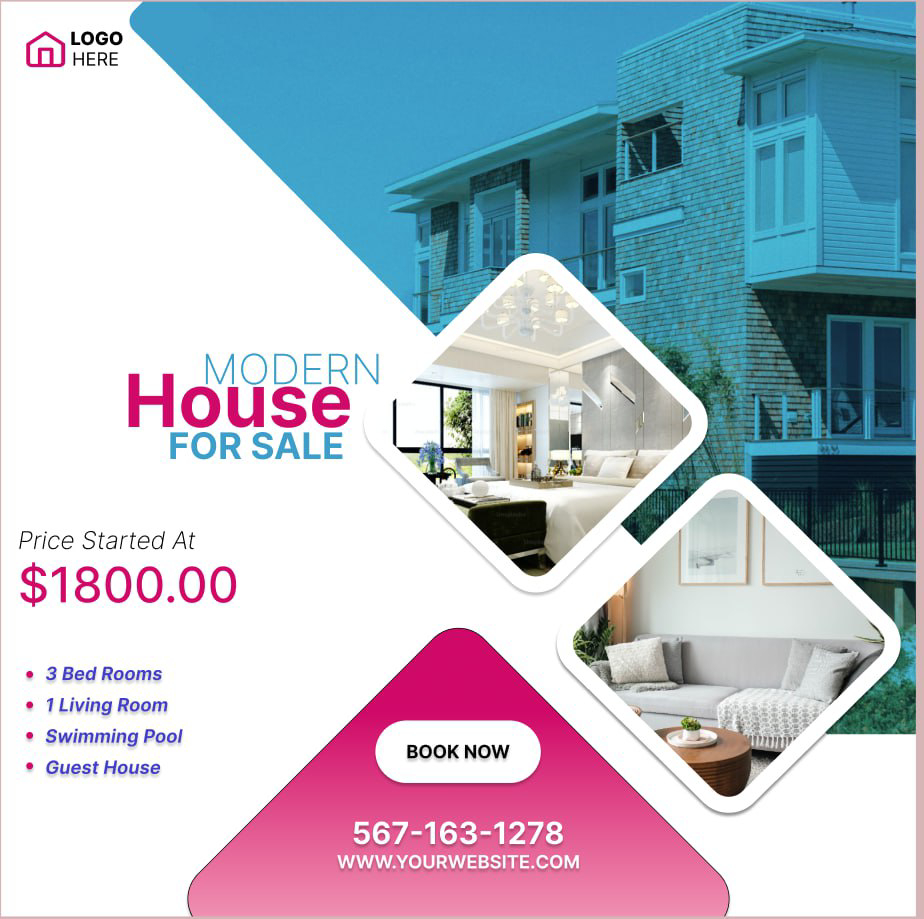 LOGO
HERE
MODERN
House
FOR SALE
Price Started At
$1800.00
3 Bed Rooms
1 Living Room
Swimming Pool
Guest House
BOOK NOW
567-163-1278
WWW.YOURWEBSITE.COM